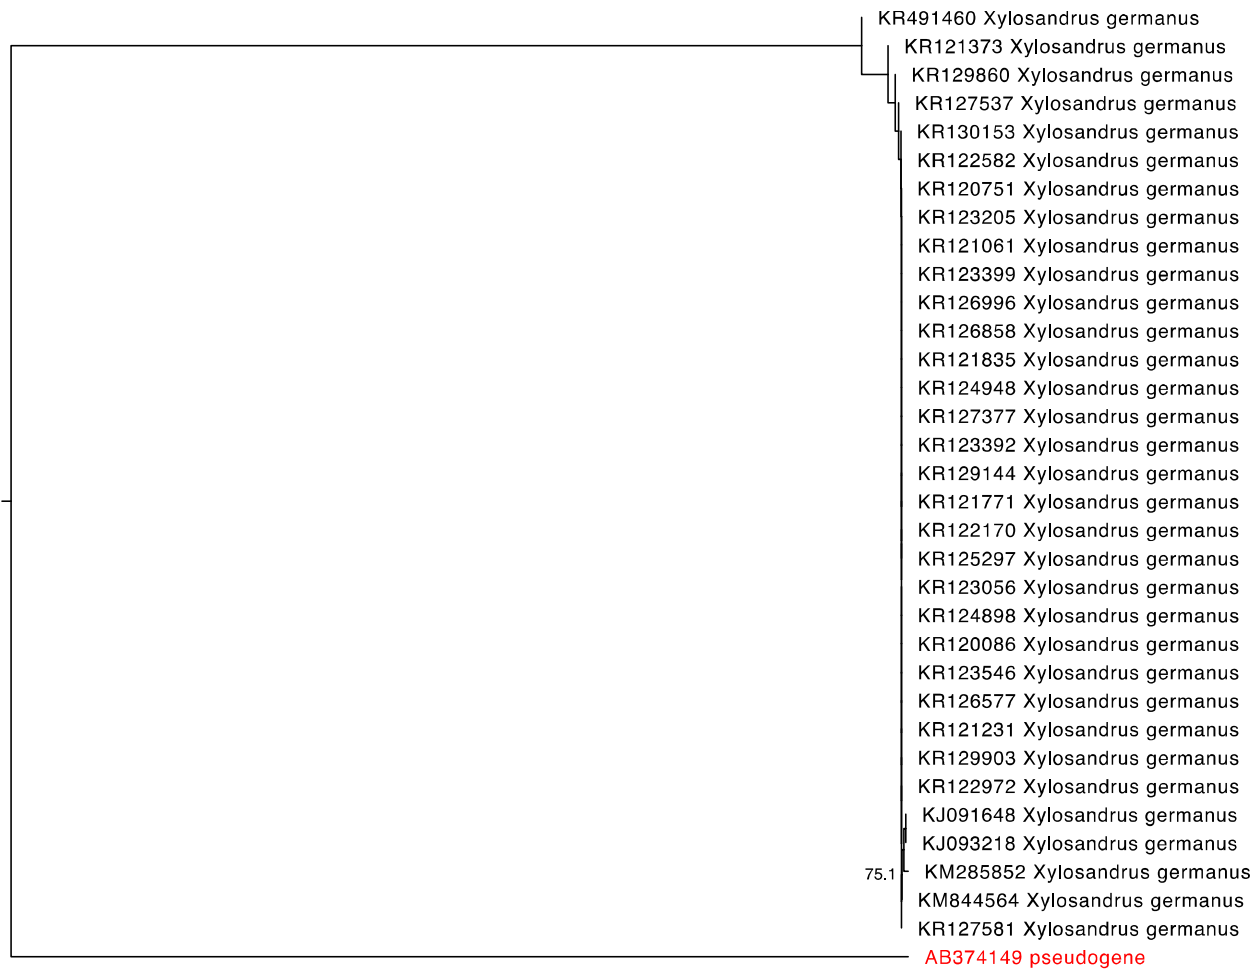 KR491460 Xylosandrus germanus
KR121373 Xylosandrus germanus
KR129860 Xylosandrus germanus
KR127537 Xylosandrus germanus
KR130153 Xylosandrus germanus
KR122582 Xylosandrus germanus
KR120751 Xylosandrus germanus
KR123205 Xylosandrus germanus
KR121061 Xylosandrus germanus
KR123399 Xylosandrus germanus
KR126996 Xylosandrus germanus
KR126858 Xylosandrus germanus
KR121835 Xylosandrus germanus
KR124948 Xylosandrus germanus
KR127377 Xylosandrus germanus
KR123392 Xylosandrus germanus
KR129144 Xylosandrus germanus
KR121771 Xylosandrus germanus
KR122170 Xylosandrus germanus
KR125297 Xylosandrus germanus
KR123056 Xylosandrus germanus
KR124898 Xylosandrus germanus
KR120086 Xylosandrus germanus
KR123546 Xylosandrus germanus
KR126577 Xylosandrus germanus
KR121231 Xylosandrus germanus
KR129903 Xylosandrus germanus
KR122972 Xylosandrus germanus
KJ091648 Xylosandrus germanus
KJ093218 Xylosandrus germanus
75.1 KM285852 Xylosandrus germanus
KM844564 Xylosandrus germanus
KR127581 Xylosandrus germanus
AB374149 pseudogene